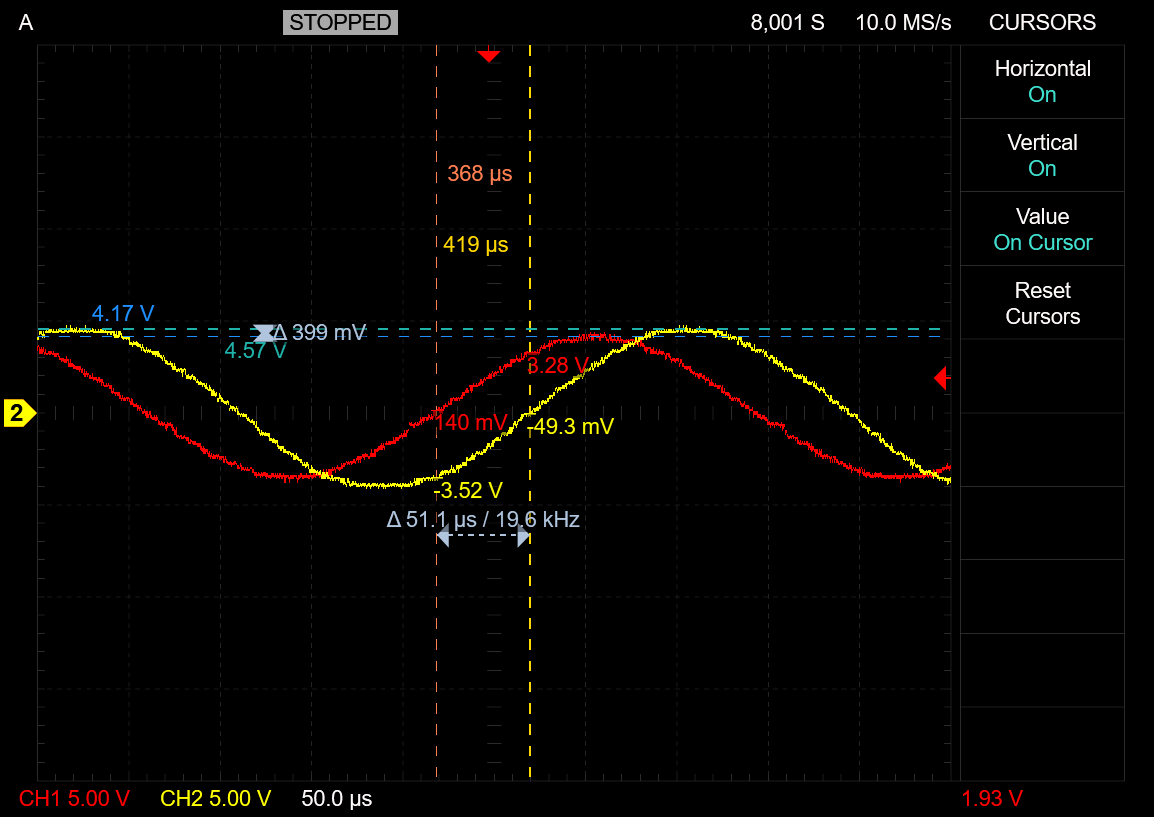 A
STOPPED
8,001 S
10.0 MS/s
CURSORS
Horizontal
On
Vertical
On
Value
On Cursor
Reset
Cursors
368 µs
419 µs
4.17 V
Δ 399 mV
4.57 V
3.28 V
2
140 mV
-49.3 mV
-3.52 V
Δ 51.1 µs / 19.6 kHz
CH1 5.00 V
CH2 5.00 V
50.0 µs
1.93 V